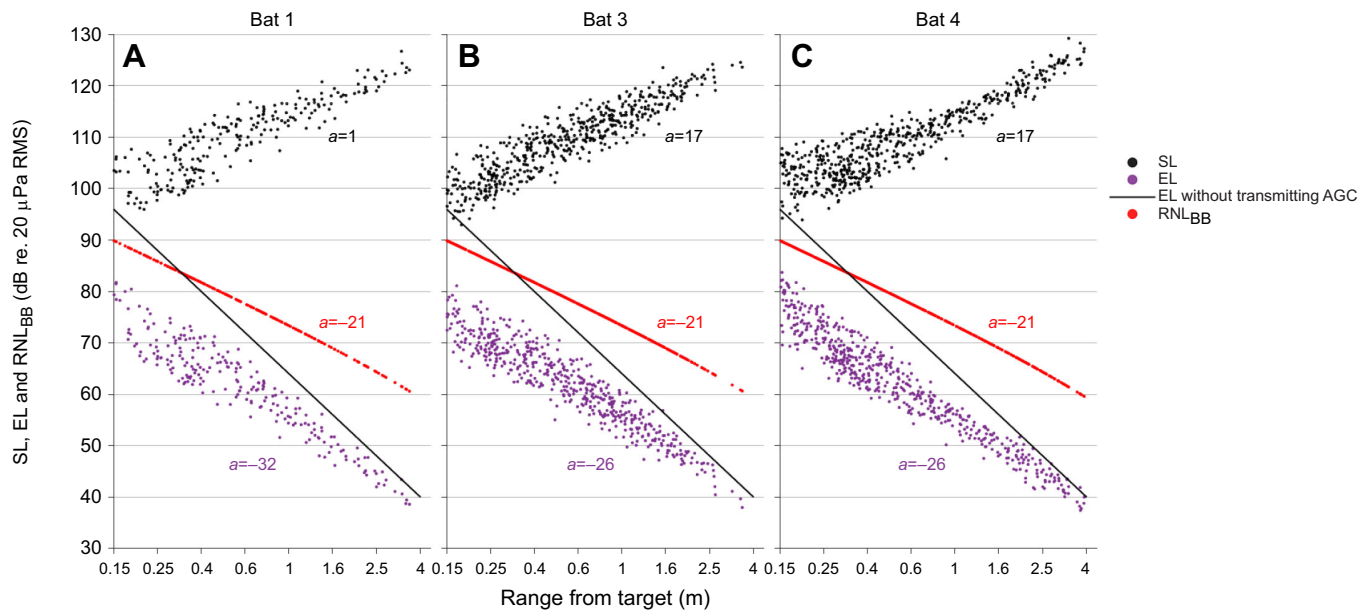 Bat 1
Bat 3
Bat 4
SL, EL and RNLBB (dB re. 20 μPa RMS)
130
120
110
100
90
80
70
60
50
40
30
A
a=1
a=–21
a=–32
B
a=17
a=–21
a=–26
C
a=17
a=–21
a=–26
SL
EL
EL without transmitting AGC
RNLBB
0.15 0.25 0.4 0.6 1 1.6 2.5 4
0.15 0.25 0.4 0.6 1 1.6 2.5 4
0.15 0.25 0.4 0.6 1 1.6 2.5 4
Range from target (m)